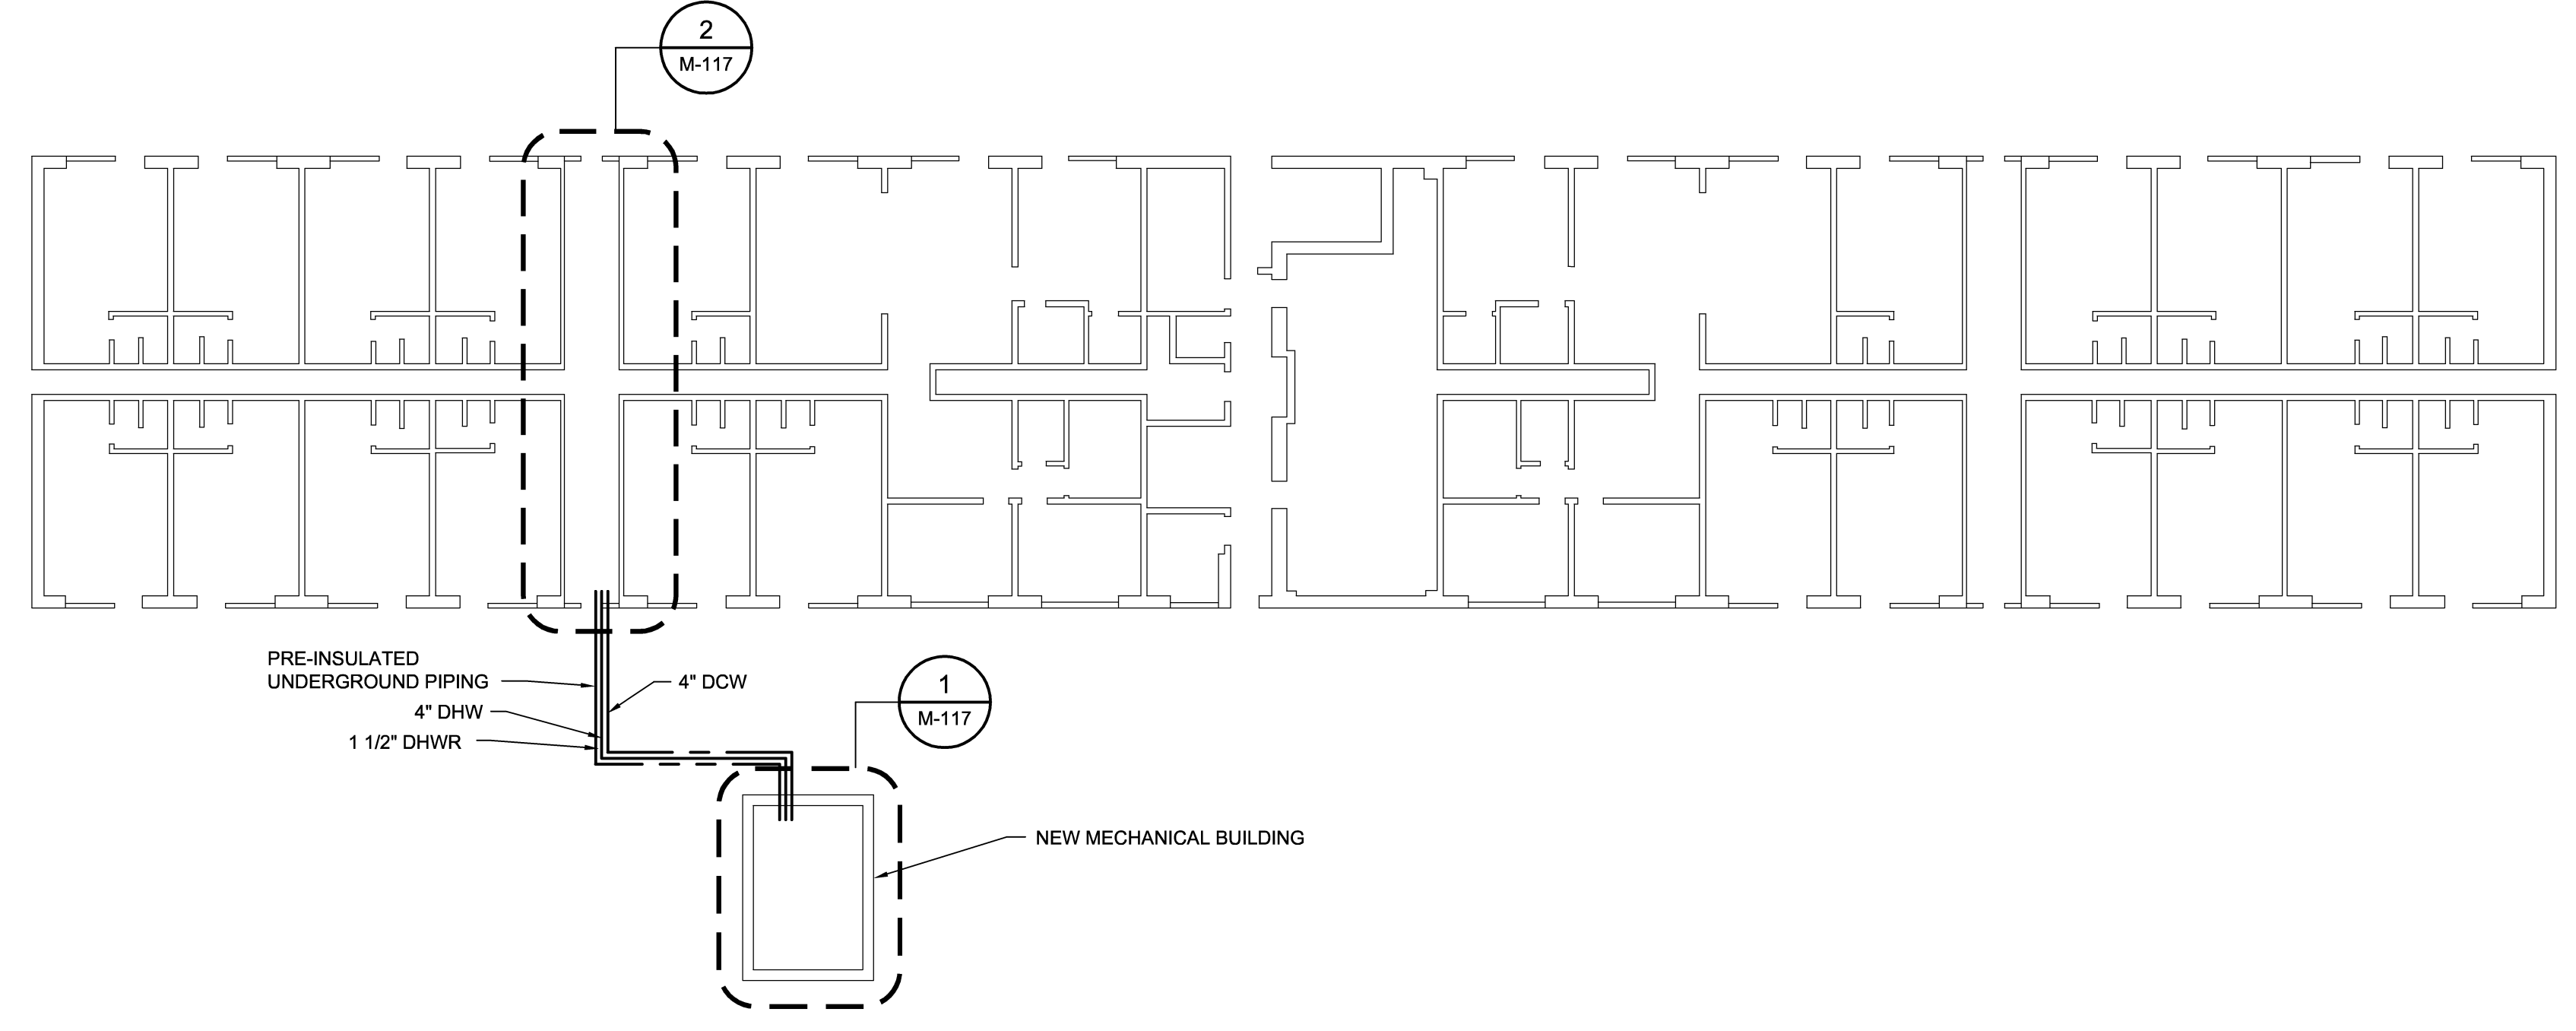 2
M-117
PRE-INSULATED
UNDERGROUND PIPING
4" DCW
4" DHW
1 1/2" DHWR
1
M-117
NEW MECHANICAL BUILDING